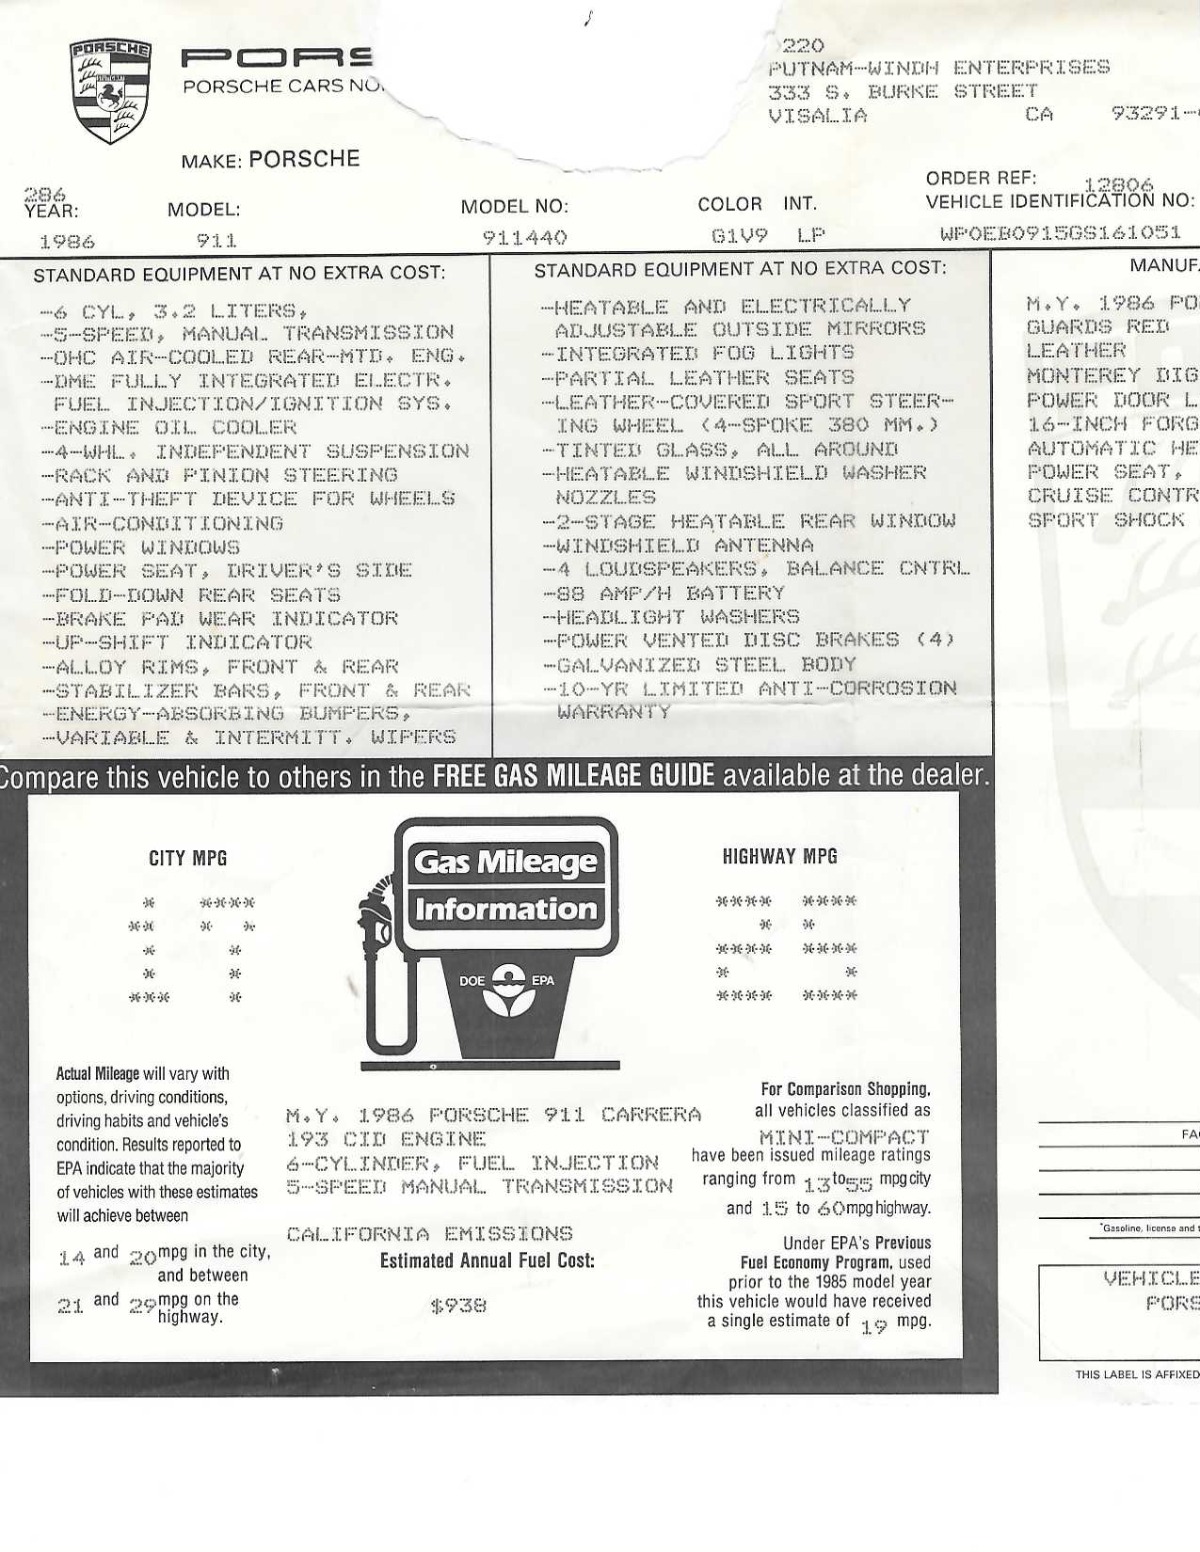 PORSCHE
PORS
PORSCHE CARS NO.
220
PUTNAM-WINDH ENTERPRISES
333 S. BURKE STREET
VISALIA CA 93291-
MAKE: PORSCHE
286
YEAR: MODEL: MODEL NO: COLOR INT.
ORDER REF: 12806
VEHICLE IDENTIFICATION NO:
1986 911 911440 G1V9 LP WP0EB0915GS161051
STANDARD EQUIPMENT AT NO EXTRA COST:
-6 CYL, 3.2 LITERS,
-5-SPEED, MANUAL TRANSMISSION
-OHC AIR-COOLED REAR-MTD. ENG.
-DME FULLY INTEGRATED ELECTR.
FUEL INJECTION/IGNITION SYS.
-ENGINE OIL COOLER
-4-WHL. INDEPENDENT SUSPENSION
-RACK AND PINION STEERING
-ANTI-THEFT DEVICE FOR WHEELS
-AIR-CONDITIONING
-POWER WINDOWS
-POWER SEAT, DRIVER'S SIDE
-FOLD-DOWN REAR SEATS
-BRAKE PAD WEAR INDICATOR
-UP-SHIFT INDICATOR
-ALLOY RIMS, FRONT & REAR
-STABILIZER BARS, FRONT & REAR
-ENERGY-ABSORBING BUMPERS,
-VARIABLE & INTERMITT. WIPERS
STANDARD EQUIPMENT AT NO EXTRA COST:
-HEATABLE AND ELECTRICALLY
ADJUSTABLE OUTSIDE MIRRORS
-INTEGRATED FOG LIGHTS
-PARTIAL LEATHER SEATS
-LEATHER-COVERED SPORT STEER-
ING WHEEL (4-SPOKE 380 MM.)
-TINTED GLASS, ALL AROUND
-HEATABLE WINDSHIELD WASHER
NOZZLES
-2-STAGE HEATABLE REAR WINDOW
-WINDSHIELD ANTENNA
-4 LOUDSPEAKERS, BALANCE CNTRL
-88 AMP/H BATTERY
-HEADLIGHT WASHERS
-POWER VENTED DISC BRAKES (4)
-GALVANIZED STEEL BODY
-10-YR LIMITED ANTI-CORROSION
WARRANTY
MANUF
M.Y. 1986 PO
GUARDS RED
LEATHER
MONTEREY DIG
POWER DOOR L
16-INCH FORG
AUTOMATIC HE
POWER SEAT,
CRUISE CONTR
SPORT SHOCK
Compare this vehicle to others in the FREE GAS MILEAGE GUIDE available at the dealer.
CITY MPG
17
Gas Mileage
Information
DOE EPA
HIGHWAY MPG
25
Actual Mileage will vary with
options, driving conditions,
driving habits and vehicle's
condition. Results reported to
EPA indicate that the majority
of vehicles with these estimates
will achieve between
14 and 20 mpg in the city,
and between
21 and 29 mpg on the
highway.
M.Y. 1986 PORSCHE 911 CARRERA
193 CID ENGINE
6-CYLINDER, FUEL INJECTION
5-SPEED MANUAL TRANSMISSION
CALIFORNIA EMISSIONS
Estimated Annual Fuel Cost:
$938
For Comparison Shopping,
all vehicles classified as
MINI-COMPACT
have been issued mileage ratings
ranging from 13 to 55 mpg city
and 15 to 60 mpg highway.
Under EPA's Previous
Fuel Economy Program, used
prior to the 1985 model year
this vehicle would have received
a single estimate of 19 mpg.
FA
*Gasoline, license and t
VEHICLE
PORS
THIS LABEL IS AFFIXED